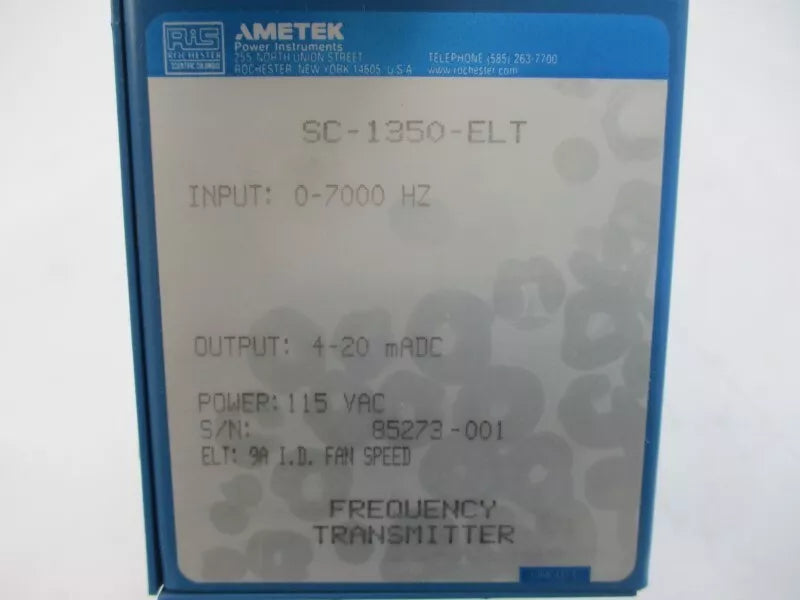 RiS
ROCHESTER
AMETEK
Power Instruments
255 NORTH UNION STREET
ROCHESTER, NEW YORK 14605, U.S.A
TELEPHONE (585) 263-7700
www.rochester.com
SC-1350-ELT
INPUT: 0-7000 HZ
OUTPUT: 4-20 mADC
POWER: 115 VAC
S/N: 85273-001
ELT: 9A I.D. FAN SPEED
FREQUENCY
TRANSMITTER